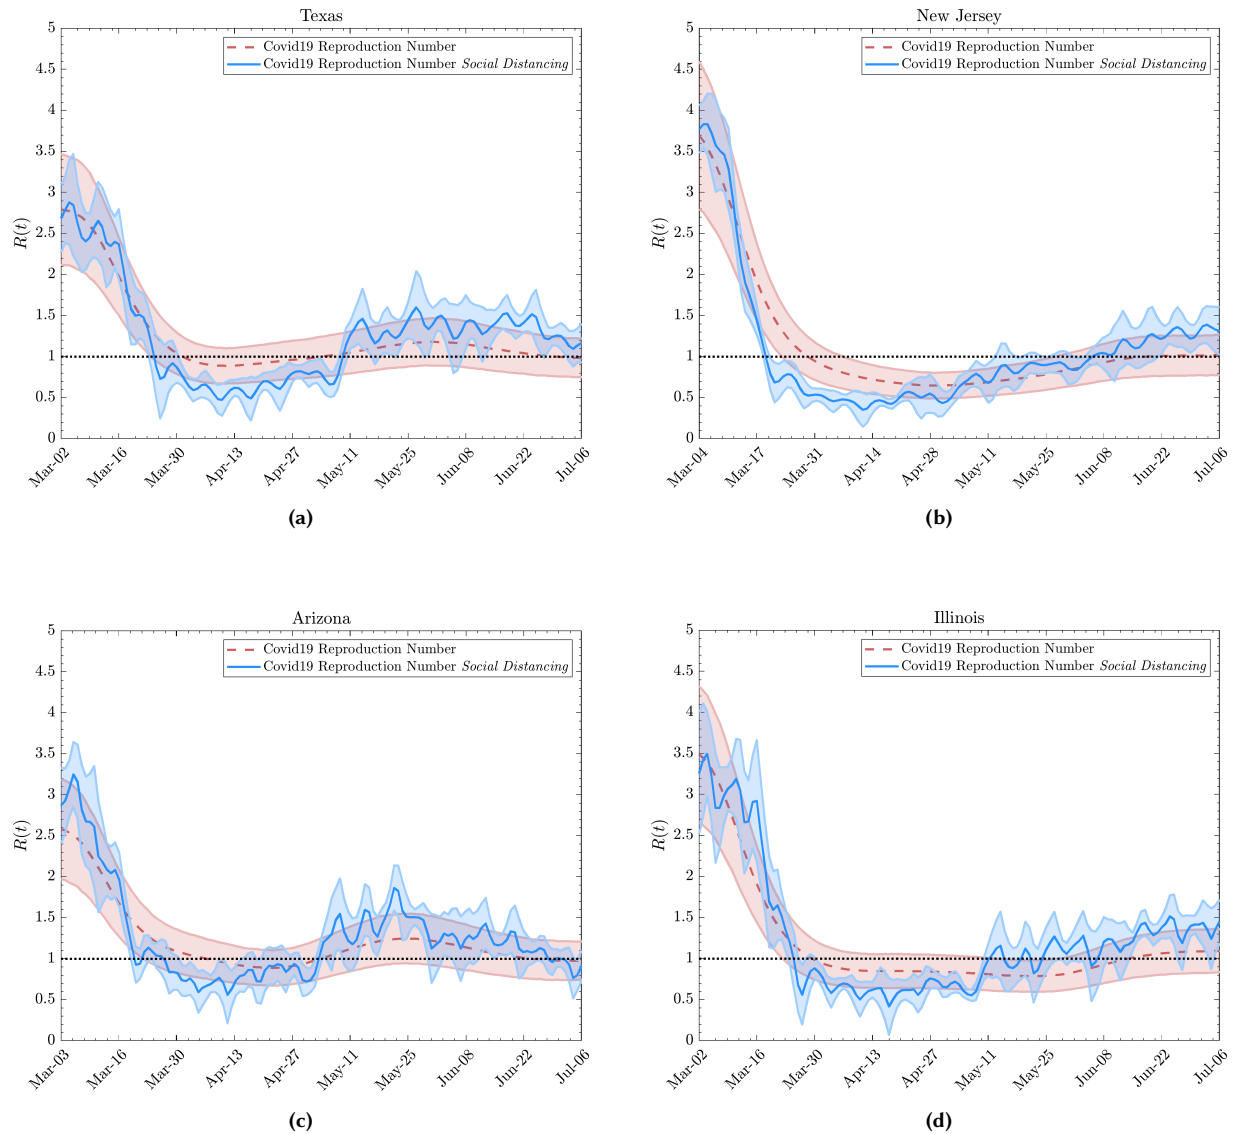 Texas
5
4.5
4
3.5
3
2.5
2
1.5
1
0.5
0
R(t)
Covid19 Reproduction Number
Covid19 Reproduction Number Social Distancing
Mar-02
Mar-16
Mar-30
Apr-13
Apr-27
May-11
May-25
Jun-08
Jun-22
Jul-06
(a)
New Jersey
5
4.5
4
3.5
3
2.5
2
1.5
1
0.5
0
R(t)
Covid19 Reproduction Number
Covid19 Reproduction Number Social Distancing
Mar-04
Mar-17
Mar-31
Apr-14
Apr-28
May-11
May-25
Jun-08
Jun-22
Jul-06
(b)
Arizona
5
4.5
4
3.5
3
2.5
2
1.5
1
0.5
0
R(t)
Covid19 Reproduction Number
Covid19 Reproduction Number Social Distancing
Mar-03
Mar-16
Mar-30
Apr-13
Apr-27
May-11
May-25
Jun-08
Jun-22
Jul-06
(c)
Illinois
5
4.5
4
3.5
3
2.5
2
1.5
1
0.5
0
R(t)
Covid19 Reproduction Number
Covid19 Reproduction Number Social Distancing
Mar-02
Mar-16
Mar-30
Apr-13
Apr-27
May-11
May-25
Jun-08
Jun-22
Jul-06
(d)